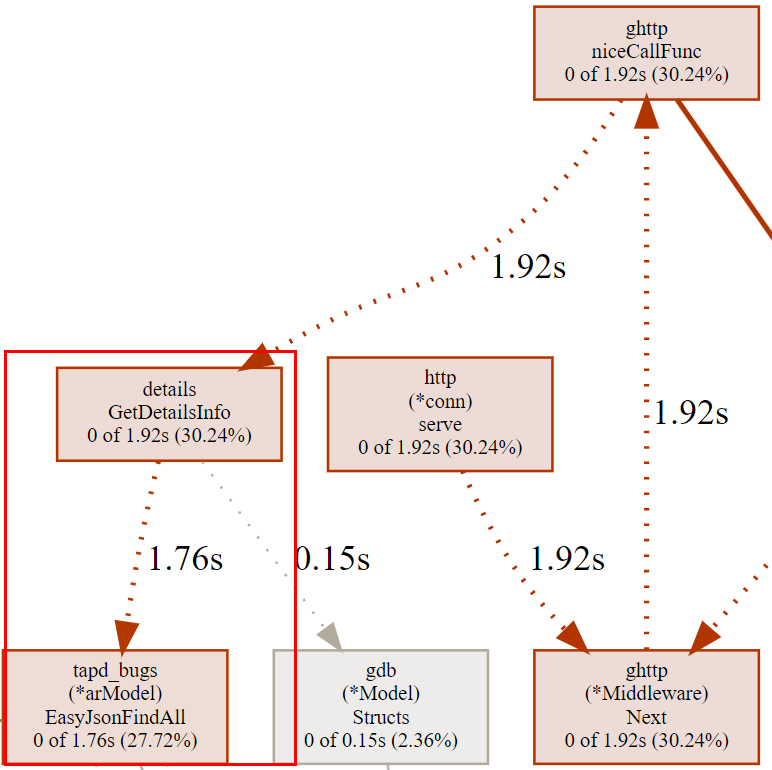 ghttp
niceCallFunc
0 of 1.92s (30.24%)
1.92s
details
GetDetailsInfo
0 of 1.92s (30.24%)
http
(*conn)
serve
0 of 1.92s (30.24%)
1.92s
1.76s
0.15s
1.92s
tapd_bugs
(*arModel)
EasyJsonFindAll
0 of 1.76s (27.72%)
gdb
(*Model)
Structs
0 of 0.15s (2.36%)
ghttp
(*Middleware)
Next
0 of 1.92s (30.24%)